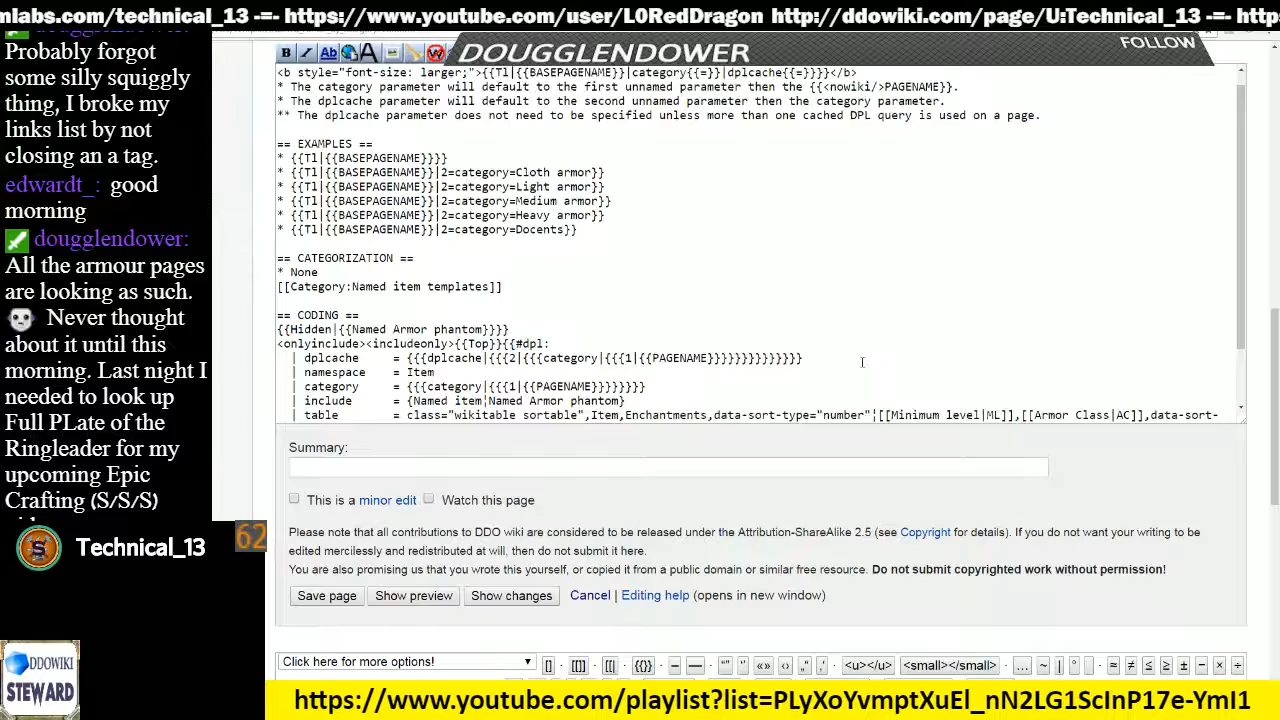 mlabs.com/technical_13 -=- https://www.youtube.com/user/L0RedDragon http://ddowiki.com/page/U:Technical_13 -=- https
DOUGGLENDOWER
FOLLOW
Probably forgot
some silly squiggly
thing, I broke my
links list by not
closing an a tag.
edwardt_: good
morning
dougglendower:
All the armour pages
are looking as such.
Never thought
about it until this
morning. Last night I
needed to look up
Full PLate of the
Ringleader for my
upcoming Epic
Crafting (S/S/S)
Technical_13
62
DDOWIKI
STEWARD
B I Ab A W
<b style="font-size: larger;">{{Tl|{{BASEPAGENAME}}|category{{=}}|dplcache{{=}}}}</b>
* The category parameter will default to the first unnamed parameter then the {{<nowiki/>PAGENAME}}.
* The dplcache parameter will default to the second unnamed parameter then the category parameter.
** The dplcache parameter does not need to be specified unless more than one cached DPL query is used on a page.
== EXAMPLES ==
* {{Tl|{{BASEPAGENAME}}}}
* {{Tl|{{BASEPAGENAME}}|2=category=Cloth armor}}
* {{Tl|{{BASEPAGENAME}}|2=category=Light armor}}
* {{Tl|{{BASEPAGENAME}}|2=category=Medium armor}}
* {{Tl|{{BASEPAGENAME}}|2=category=Heavy armor}}
* {{Tl|{{BASEPAGENAME}}|2=category=Docents}}
== CATEGORIZATION ==
* None
[[Category:Named item templates]]
== CODING ==
{{Hidden|{{Named Armor phantom}}}}
<onlyinclude><includeonly>{{Top}}{{#dpl:
| dplcache = {{{dplcache|{{{2|{{{category|{{{1|{{PAGENAME}}}}}}}}}}}}}}
| namespace = Item
| category = {{{category|{{{1|{{PAGENAME}}}}}}}}
| include = {Named item¦Named Armor phantom}
| table = class="wikitable sortable",Item,Enchantments,data-sort-type="number"¦[[Minimum level|ML]],[[Armor Class|AC]],data-sort-
Summary:
This is a minor edit Watch this page
Please note that all contributions to DDO wiki are considered to be released under the Attribution-ShareAlike 2.5 (see Copyright for details). If you do not want your writing to be
edited mercilessly and redistributed at will, then do not submit it here.
You are also promising us that you wrote this yourself, or copied it from a public domain or similar free resource. Do not submit copyrighted work without permission!
Save page Show preview Show changes Cancel | Editing help (opens in new window)
Click here for more options! [] · [[]] · [[| · {{}} · – — · “” ‘’ «» ‹› „“ ‚‘ · <u></u> · <small></small> · … ~ | ° · ≈ ≠ ≤ ≥ ± − × ÷
https://www.youtube.com/playlist?list=PLyXoYvmptXuEl_nN2LG1ScInP17e-YmI1